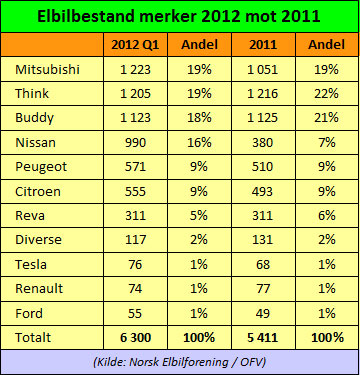 Elbilbestand merker 2012 mot 2011
2012 Q1 Andel 2011 Andel
Mitsubishi 1 223 19% 1 051 19%
Think 1 205 19% 1 216 22%
Buddy 1 123 18% 1 125 21%
Nissan 990 16% 380 7%
Peugeot 571 9% 510 9%
Citroen 555 9% 493 9%
Reva 311 5% 311 6%
Diverse 117 2% 131 2%
Tesla 76 1% 68 1%
Renault 74 1% 77 1%
Ford 55 1% 49 1%
Totalt 6 300 100% 5 411 100%
(Kilde: Norsk Elbilforening / OFV)